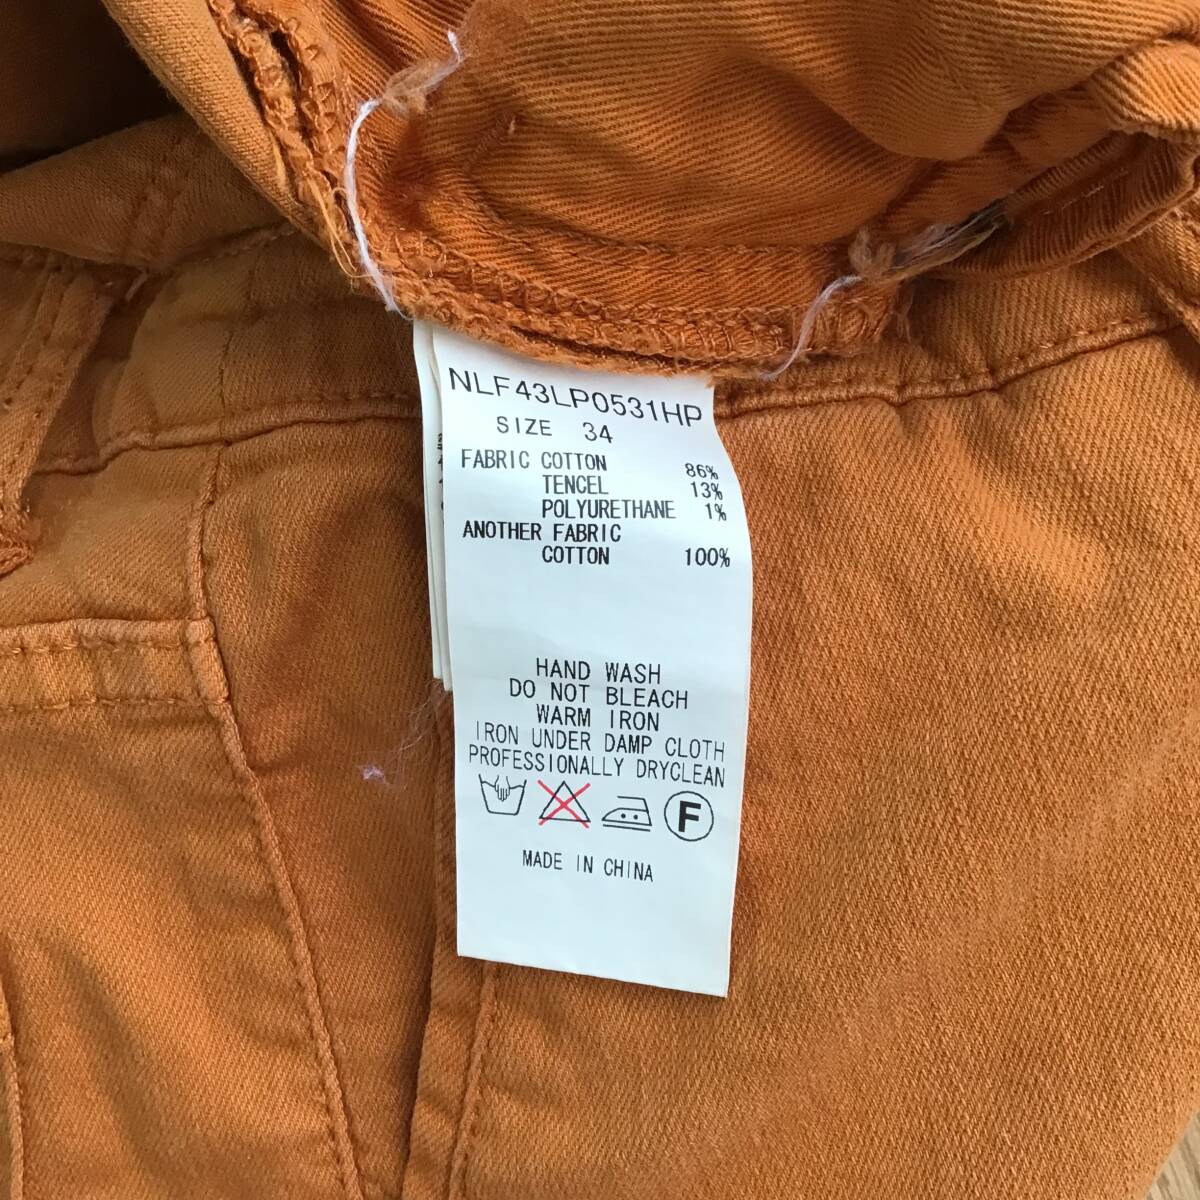 NLF43LP0531HP
SIZE 34
FABRIC COTTON 86%
TENCEL 13%
POLYURETHANE 1%
ANOTHER FABRIC
COTTON 100%
HAND WASH
DO NOT BLEACH
WARM IRON
IRON UNDER DAMP CLOTH
PROFESSIONALLY DRYCLEAN
F
MADE IN CHINA